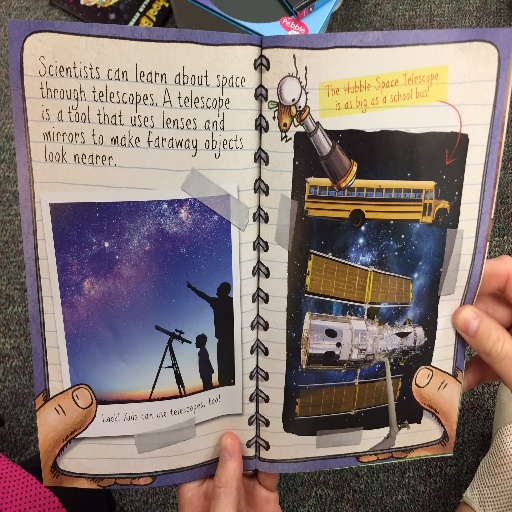 Scientists can learn about space
through telescopes. A telescope
is a tool that uses lenses and
mirrors to make faraway objects
look nearer.
Look! Kids can use telescopes, too!
The Hubble Space Telescope
is as big as a school bus!
pebble